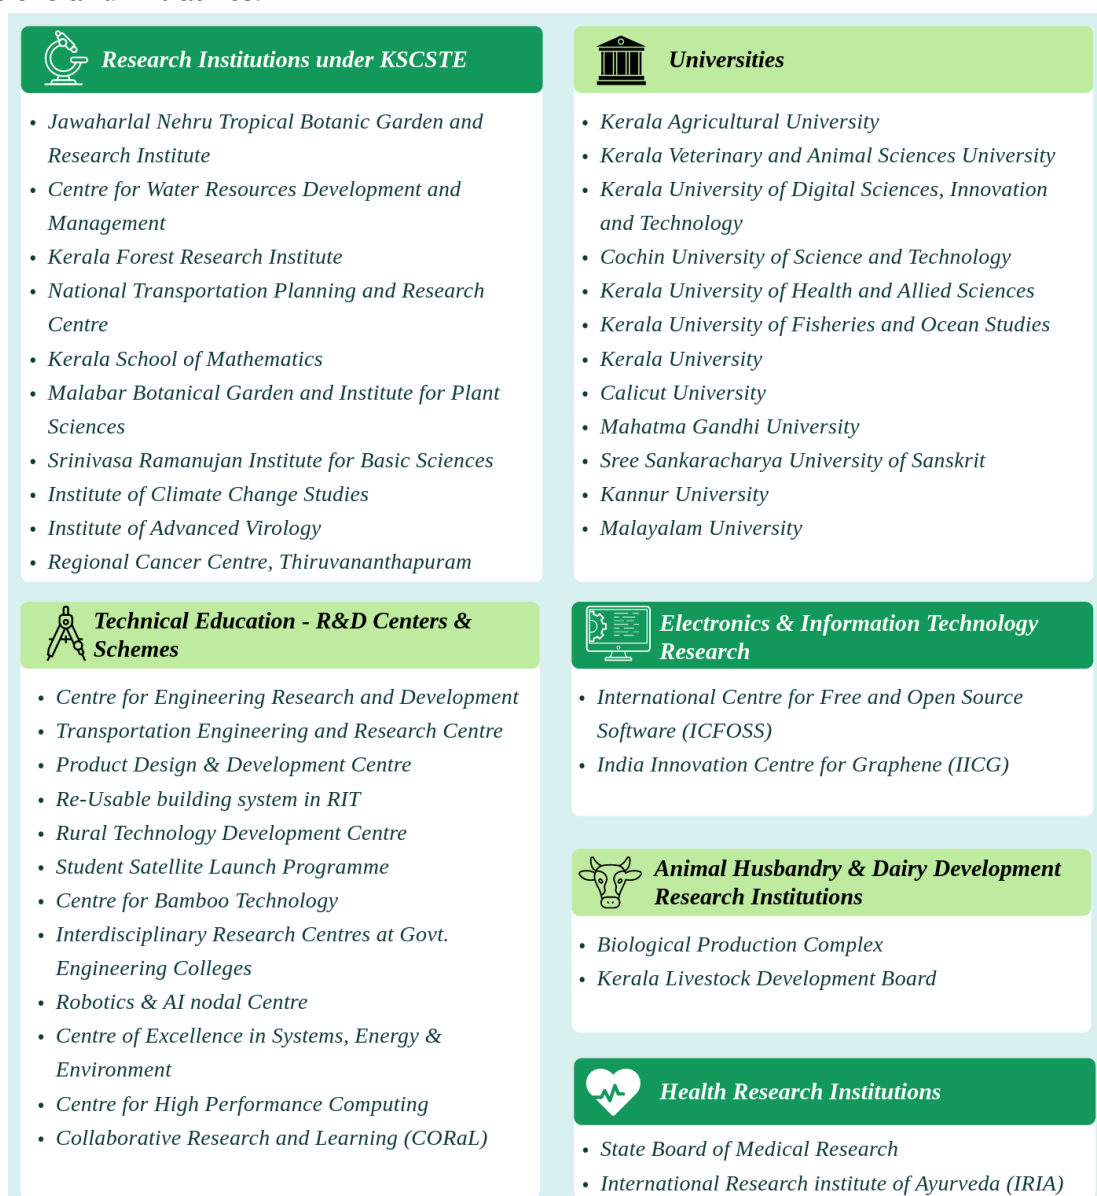 Research Institutions under KSCSTE
• Jawaharlal Nehru Tropical Botanic Garden and
Research Institute
• Centre for Water Resources Development and
Management
• Kerala Forest Research Institute
• National Transportation Planning and Research
Centre
• Kerala School of Mathematics
• Malabar Botanical Garden and Institute for Plant
Sciences
• Srinivasa Ramanujan Institute for Basic Sciences
• Institute of Climate Change Studies
• Institute of Advanced Virology
• Regional Cancer Centre, Thiruvananthapuram
Universities
• Kerala Agricultural University
• Kerala Veterinary and Animal Sciences University
• Kerala University of Digital Sciences, Innovation
and Technology
• Cochin University of Science and Technology
• Kerala University of Health and Allied Sciences
• Kerala University of Fisheries and Ocean Studies
• Kerala University
• Calicut University
• Mahatma Gandhi University
• Sree Sankaracharya University of Sanskrit
• Kannur University
• Malayalam University
Technical Education - R&D Centers &
Schemes
• Centre for Engineering Research and Development
• Transportation Engineering and Research Centre
• Product Design & Development Centre
• Re-Usable building system in RIT
• Rural Technology Development Centre
• Student Satellite Launch Programme
• Centre for Bamboo Technology
• Interdisciplinary Research Centres at Govt.
Engineering Colleges
• Robotics & AI nodal Centre
• Centre of Excellence in Systems, Energy &
Environment
• Centre for High Performance Computing
• Collaborative Research and Learning (CORaL)
Electronics & Information Technology
Research
• International Centre for Free and Open Source
Software (ICFOSS)
• India Innovation Centre for Graphene (IICG)
Animal Husbandry & Dairy Development
Research Institutions
• Biological Production Complex
• Kerala Livestock Development Board
Health Research Institutions
• State Board of Medical Research
• International Research institute of Ayurveda (IRIA)